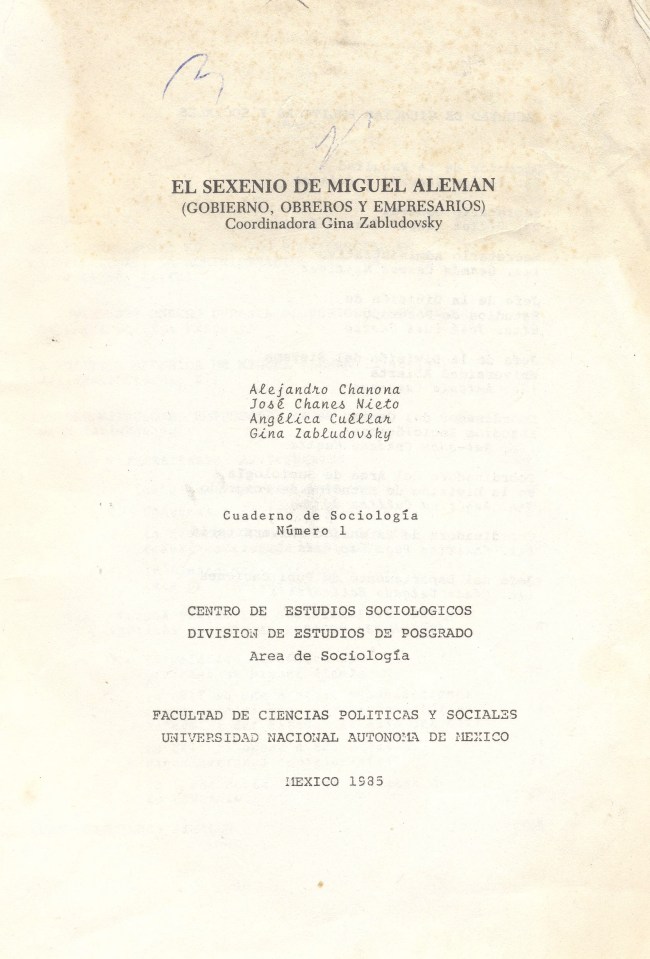 EL SEXENIO DE MIGUEL ALEMAN
(GOBIERNO, OBREROS Y EMPRESARIOS)
Coordinadora Gina Zabludovsky
Alejandro Chanona
José Chanes Nieto
Angélica Cuéllar
Gina Zabludovsky
Cuaderno de Sociología
Número 1
CENTRO DE ESTUDIOS SOCIOLOGICOS
DIVISION DE ESTUDIOS DE POSGRADO
Area de Sociología
FACULTAD DE CIENCIAS POLITICAS Y SOCIALES
UNIVERSIDAD NACIONAL AUTONOMA DE MEXICO
MEXICO 1985